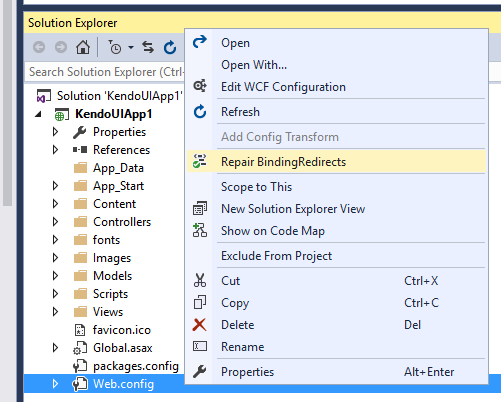 Solution Explorer
Search Solution Explorer (Ctrl-
Solution 'KendoUIApp1'
KendoUIApp1
Properties
References
App_Data
App_Start
Content
Controllers
fonts
Images
Models
Scripts
Views
favicon.ico
Global.asax
packages.config
Web.config
Open
Open With...
Edit WCF Configuration
Refresh
Add Config Transform
Repair BindingRedirects
Scope to This
New Solution Explorer View
Show on Code Map
Exclude From Project
Cut Ctrl+X
Copy Ctrl+C
Delete Del
Rename
Properties Alt+Enter